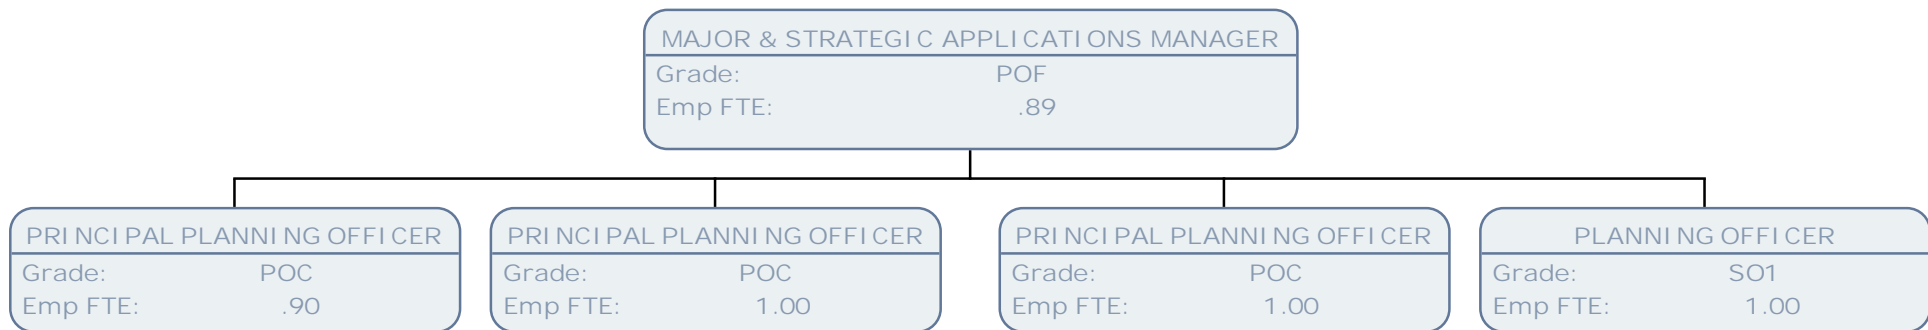 MAJOR & STRATEGIC APPLICATIONS MANAGER
Grade: POF
Emp FTE: .89
PRINCIPAL PLANNING OFFICER
Grade: POC
Emp FTE: .90
PRINCIPAL PLANNING OFFICER
Grade: POC
Emp FTE: 1.00
PRINCIPAL PLANNING OFFICER
Grade: POC
Emp FTE: 1.00
PLANNING OFFICER
Grade: SO1
Emp FTE: 1.00